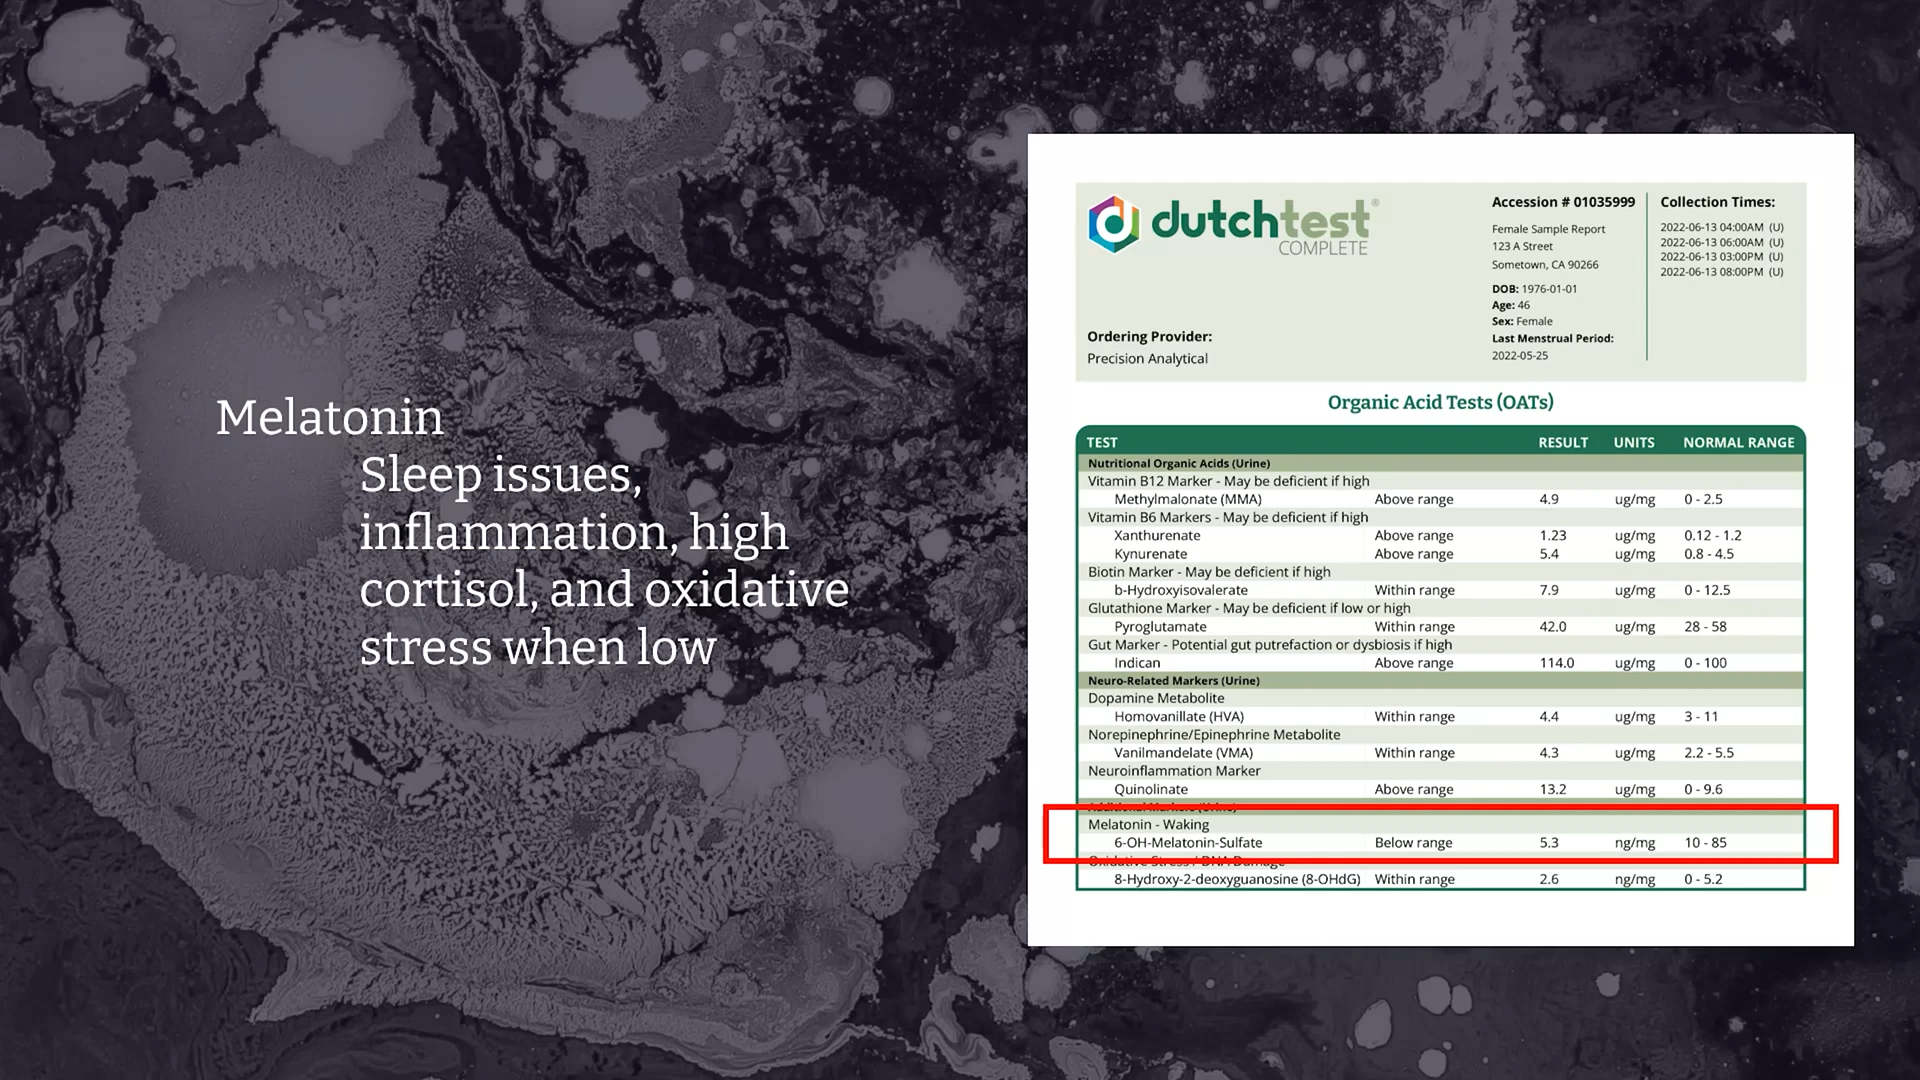 Melatonin
Sleep issues,
inflammation, high
cortisol, and oxidative
stress when low
dutchtest®
COMPLETE
Ordering Provider:
Precision Analytical
Accession # 01035999
Female Sample Report
123 A Street
Sometown, CA 90266
DOB: 1976-01-01
Age: 46
Sex: Female
Last Menstrual Period:
2022-05-25
Collection Times:
2022-06-13 04:00AM (U)
2022-06-13 06:00AM (U)
2022-06-13 03:00PM (U)
2022-06-13 08:00PM (U)
Organic Acid Tests (OATs)
TEST RESULT UNITS NORMAL RANGE
Nutritional Organic Acids (Urine)
Vitamin B12 Marker - May be deficient if high
Methylmalonate (MMA) Above range 4.9 ug/mg 0 - 2.5
Vitamin B6 Markers - May be deficient if high
Xanthurenate Above range 1.23 ug/mg 0.12 - 1.2
Kynurenate Above range 5.4 ug/mg 0.8 - 4.5
Biotin Marker - May be deficient if high
b-Hydroxyisovalerate Within range 7.9 ug/mg 0 - 12.5
Glutathione Marker - May be deficient if low or high
Pyroglutamate Within range 42.0 ug/mg 28 - 58
Gut Marker - Potential gut putrefaction or dysbiosis if high
Indican Above range 114.0 ug/mg 0 - 100
Neuro-Related Markers (Urine)
Dopamine Metabolite
Homovanillate (HVA) Within range 4.4 ug/mg 3 - 11
Norepinephrine/Epinephrine Metabolite
Vanilmandelate (VMA) Within range 4.3 ug/mg 2.2 - 5.5
Neuroinflammation Marker
Quinolinate Above range 13.2 ug/mg 0 - 9.6
Additional Markers (Urine)
Melatonin - Waking
6-OH-Melatonin-Sulfate Below range 5.3 ng/mg 10 - 85
Oxidative Stress / DNA Damage
8-Hydroxy-2-deoxyguanosine (8-OHdG) Within range 2.6 ng/mg 0 - 5.2